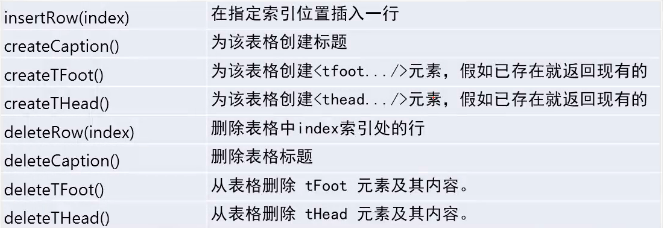 insertRow(index) 在指定索引位置插入一行
createCaption() 为该表格创建标题
createTFoot() 为该表格创建<tfoot.../>元素，假如已存在就返回现有的
createTHead() 为该表格创建<thead.../>元素，假如已存在就返回现有的
deleteRow(index) 删除表格中index索引处的行
deleteCaption() 删除表格标题
deleteTFoot() 从表格删除 tFoot 元素及其内容。
deleteTHead() 从表格删除 tHead 元素及其内容。